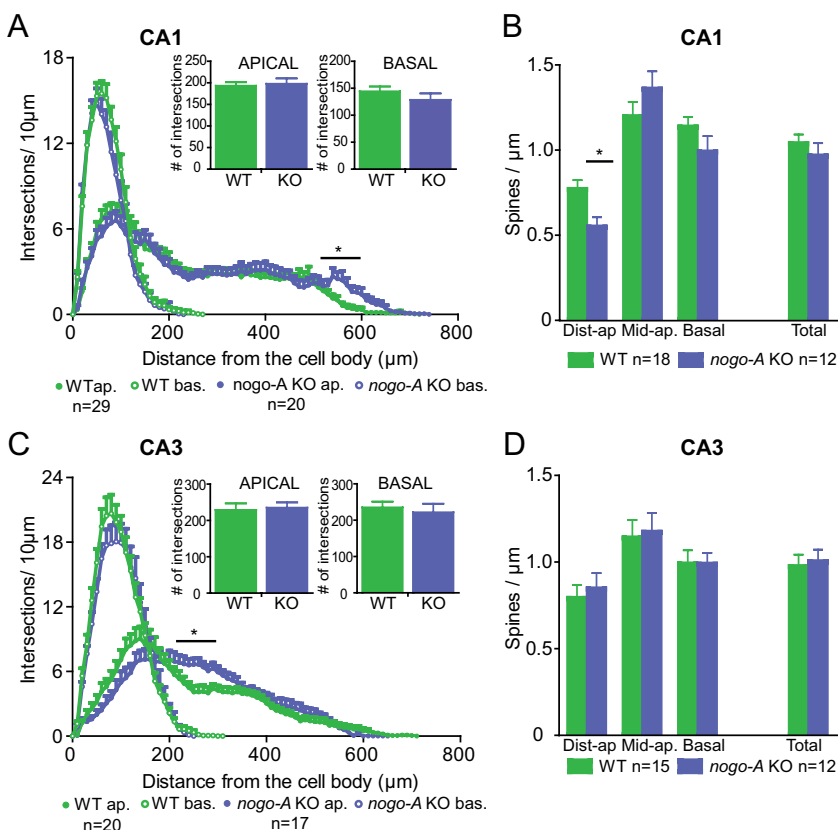 A
CA1
Intersections/ 10µm
18
12
6
0
0
200
400
600
800
Distance from the cell body (µm)
*
APICAL
# of intersections
250
200
150
100
50
0
WT
KO
BASAL
# of intersections
150
100
50
0
WT
KO
WTap.
WT bas.
nogo-A KO ap.
nogo-A KO bas.
n=29
n=20
B
CA1
Spines / µm
1.5
1.0
0.5
0
*
Dist-ap
Mid-ap.
Basal
Total
WT n=18
nogo-A KO n=12
C
CA3
Intersections/ 10µm
24
18
12
6
0
0
200
400
600
800
Distance from the cell body (µm)
*
APICAL
# of intersections
300
200
100
0
WT
KO
BASAL
# of intersections
300
200
100
0
WT
KO
WT ap.
WT bas.
nogo-A KO ap.
nogo-A KO bas.
n=20
n=17
D
CA3
Spines / µm
1.5
1.0
0.5
0
Dist-ap
Mid-ap.
Basal
Total
WT n=15
nogo-A KO n=12